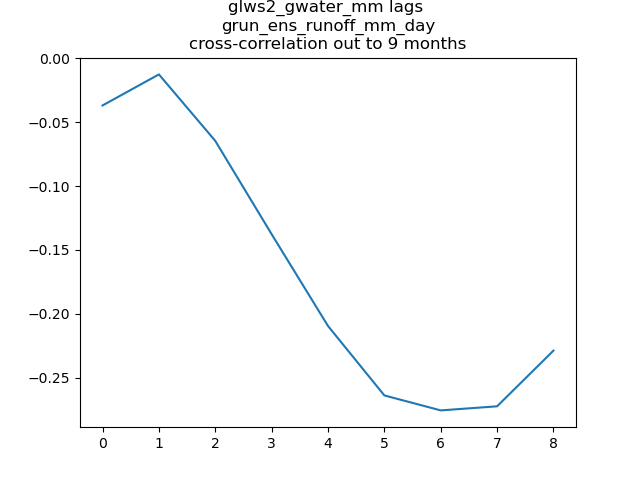 glws2_gwater_mm lags
grun_ens_runoff_mm_day
cross-correlation out to 9 months
0.00
−0.05
−0.10
−0.15
−0.20
−0.25
0 1 2 3 4 5 6 7 8